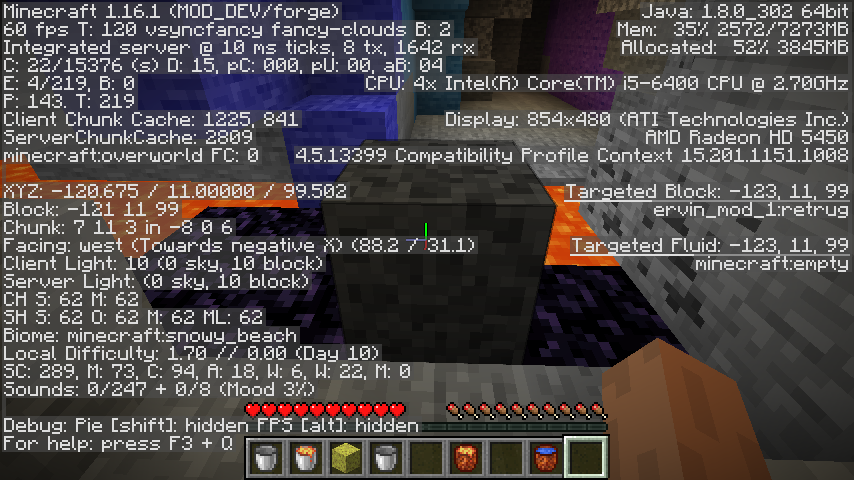 Minecraft 1.16.1 (MOD_DEV/forge)
60 fps T: 120 vsyncfancy fancy-clouds B: 2
Integrated server @ 10 ms ticks, 8 tx, 1642 rx
C: 22/15376 (s) D: 15, pC: 000, pU: 00, aB: 04
E: 4/219, B: 0
P: 143. T: 219
Client Chunk Cache: 1225, 841
ServerChunkCache: 2809
minecraft:overworld FC: 0
XYZ: -120.675 / 11.00000 / 99.502
Block: -121 11 99
Chunk: 7 11 3 in -8 0 6
Facing: west (Towards negative X) (88.2 / 31.1)
Client Light: 10 (0 sky, 10 block)
Server Light: (0 sky, 10 block)
CH S: 62 M: 62
SH S: 62 O: 62 M: 62 ML: 62
Biome: minecraft:snowy_beach
Local Difficulty: 1.70 // 0.00 (Day 10)
SC: 289, M: 73, C: 94, A: 18, W: 6, W: 22, M: 0
Sounds: 0/247 + 0/8 (Mood 3%)
Debug: Pie [shift]: hidden FPS [alt]: hidden
For help: press F3 + Q
Java: 1.8.0_302 64bit
Mem: 35% 2572/7273MB
Allocated: 52% 3845MB
CPU: 4x Intel(R) Core(TM) i5-6400 CPU @ 2.70GHz
Display: 854x480 (ATI Technologies Inc.)
AMD Radeon HD 5450
4.5.13399 Compatibility Profile Context 15.201.1151.1008
Targeted Block: -123, 11, 99
ervin_mod_1:retrug
Targeted Fluid: -123, 11, 99
minecraft:empty